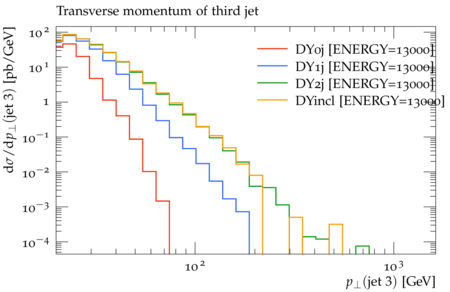 Transverse momentum of third jet
dσ/dp⊥(jet 3) [pb/GeV]
10²
10¹
1
10⁻¹
10⁻²
10⁻³
10⁻⁴
DY0j [ENERGY=13000]
DY1j [ENERGY=13000]
DY2j [ENERGY=13000]
DYincl [ENERGY=13000]
10² 10³
p⊥(jet 3) [GeV]